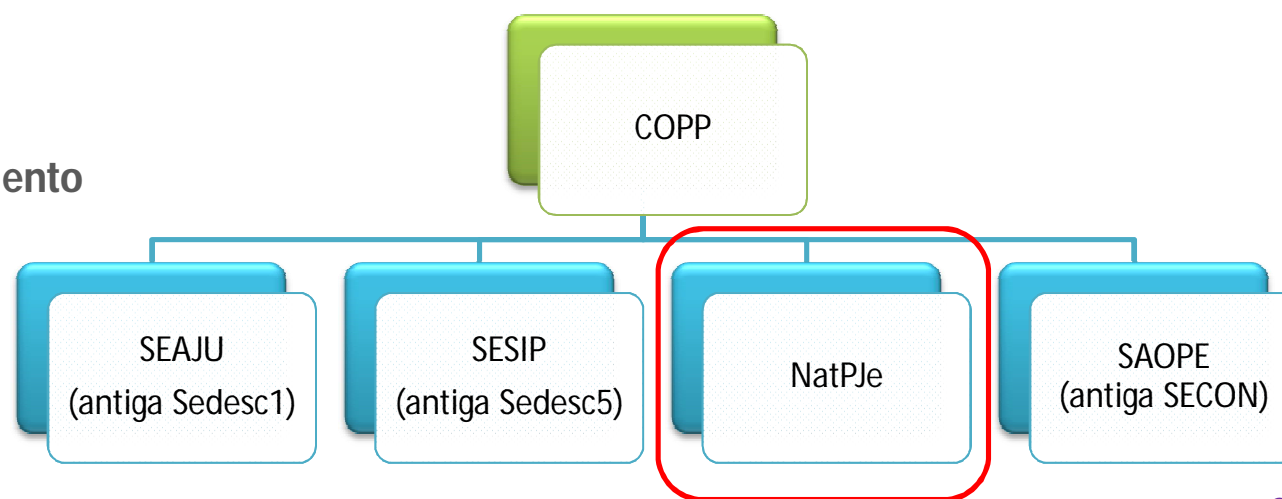 COPP
ento
SEAJU
(antiga Sedesc1)
SESIP
(antiga Sedesc5)
NatPJe
SAOPE
(antiga SECON)